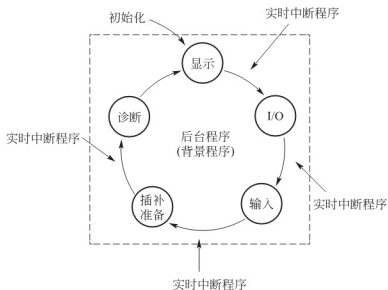 初始化
实时中断程序
显示
诊断
I/O
后台程序
(背景程序)
实时中断程序
插补
准备
输入
实时中断程序
实时中断程序